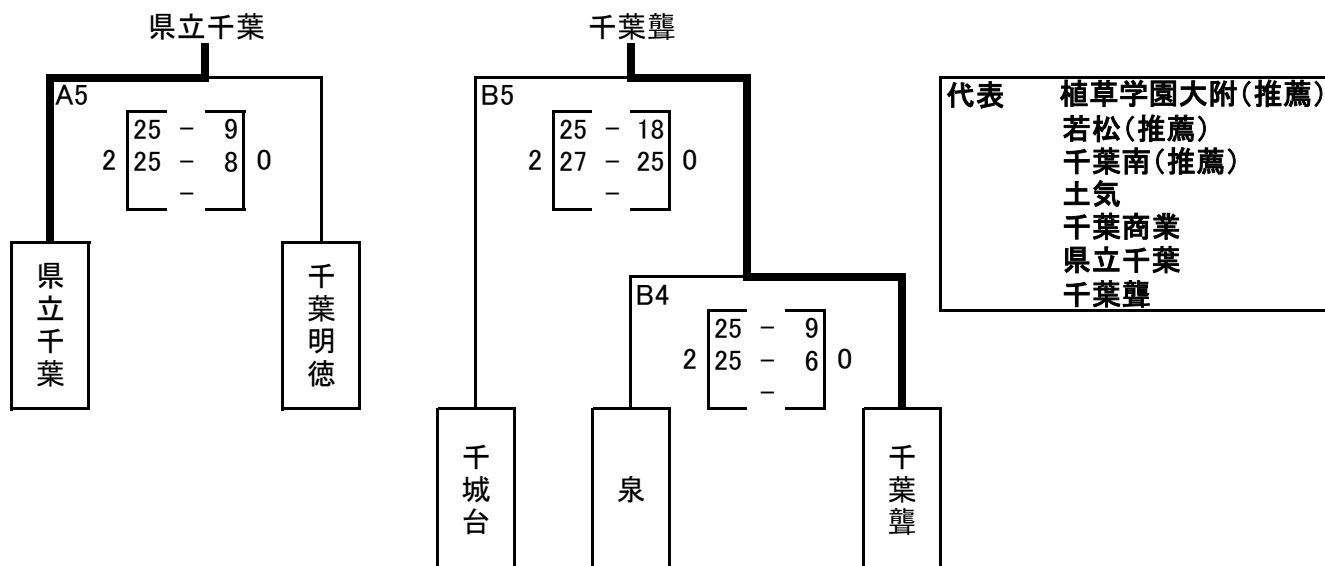 県立千葉
千葉聾
A5
25 - 9
2 25 - 8 0
-
B5
25 - 18
2 27 - 25 0
-
代表 植草学園大附(推薦)
若松(推薦)
千葉南(推薦)
土気
千葉商業
県立千葉
千葉聾
県立千葉
千葉明徳
B4
25 - 9
2 25 - 6 0
-
千城台
泉
千葉聾